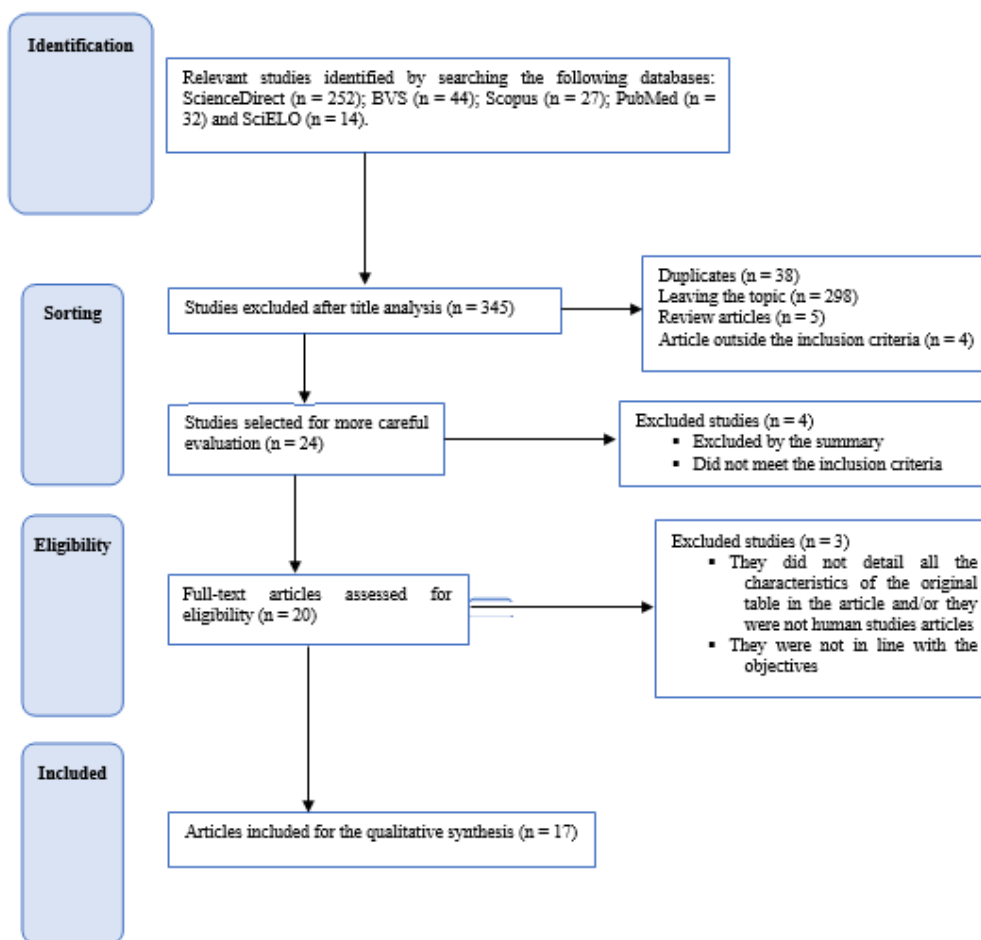 Identification
Relevant studies identified by searching the following databases:
ScienceDirect (n = 252); BVS (n = 44); Scopus (n = 27); PubMed (n =
32) and SciELO (n = 14).
Sorting
Studies excluded after title analysis (n = 345)
Duplicates (n = 38)
Leaving the topic (n = 298)
Review articles (n = 5)
Article outside the inclusion criteria (n = 4)
Studies selected for more careful
evaluation (n = 24)
Excluded studies (n = 4)
▪ Excluded by the summary
▪ Did not meet the inclusion criteria
Eligibility
Full-text articles assessed for
eligibility (n = 20)
Excluded studies (n = 3)
▪ They did not detail all the
characteristics of the original
table in the article and/or they
were not human studies articles
▪ They were not in line with the
objectives
Included
Articles included for the qualitative synthesis (n = 17)